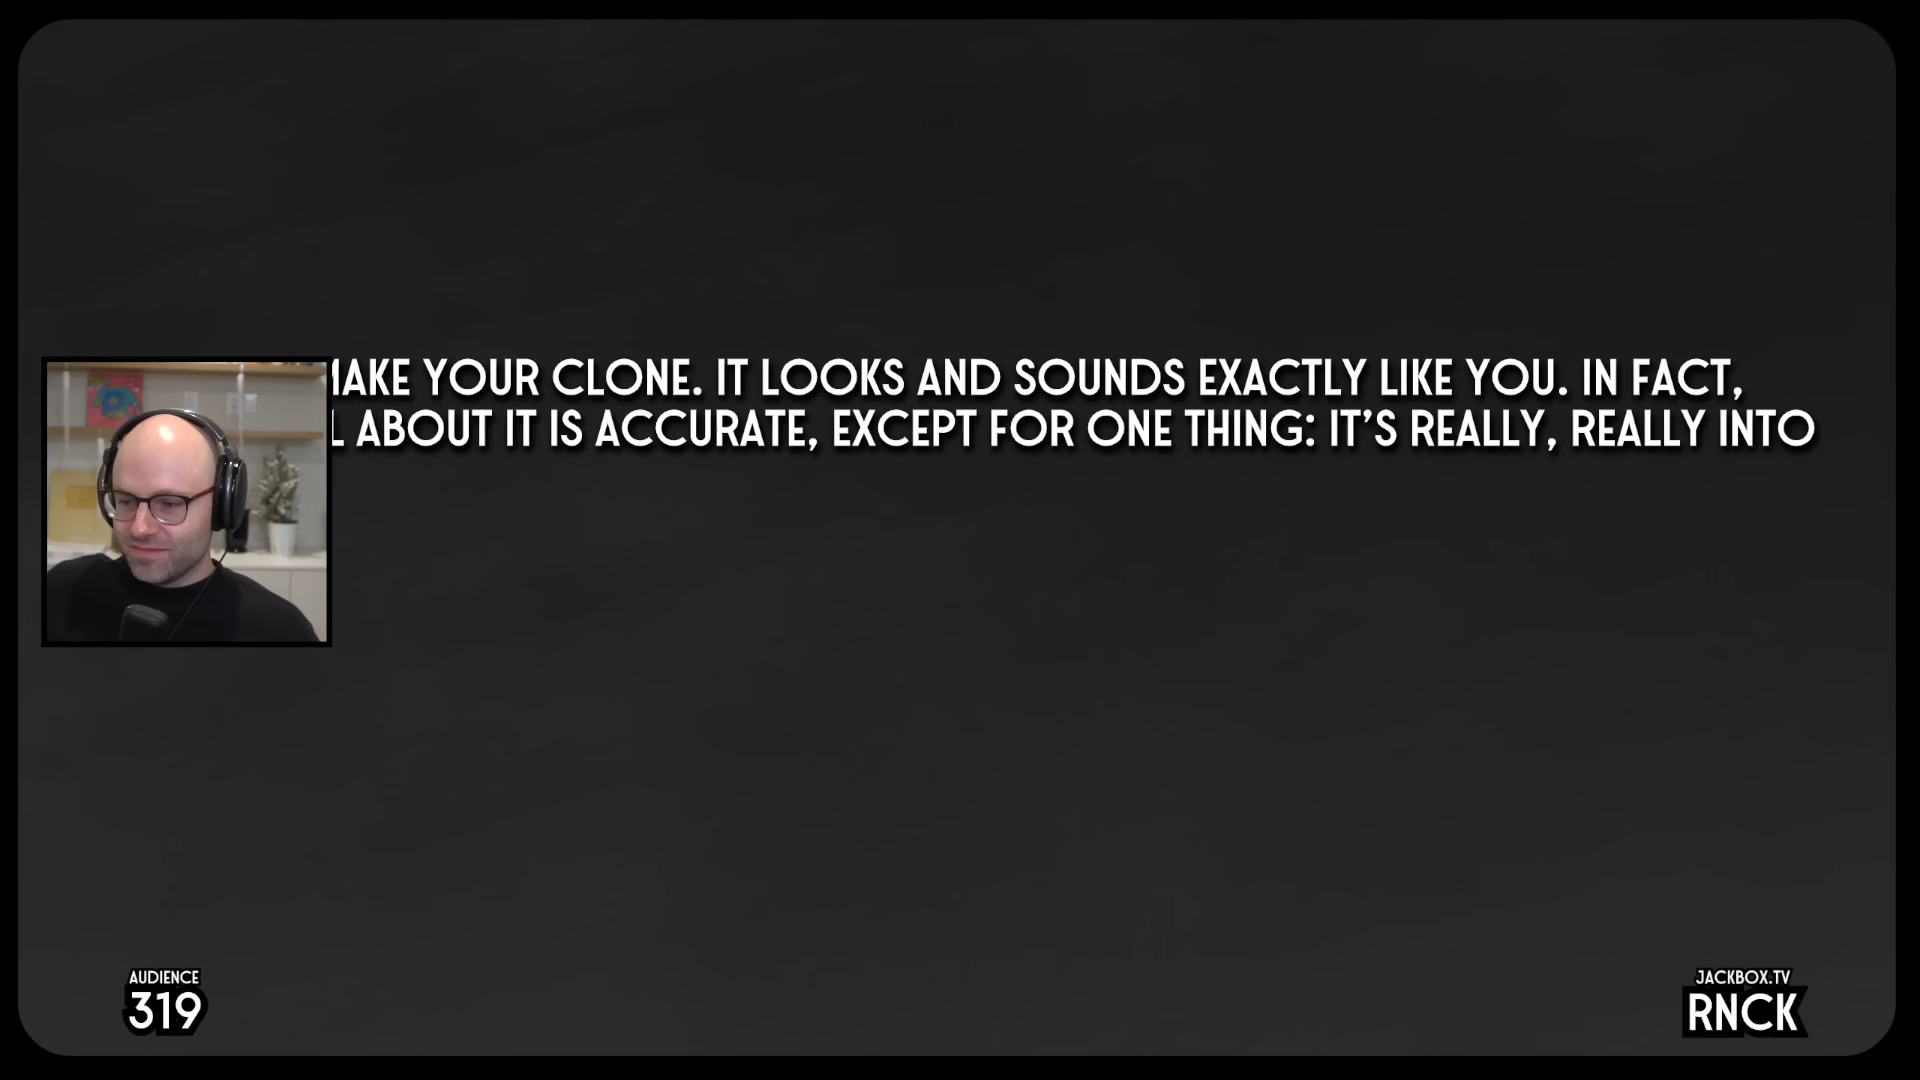 YOUR CLONE. IT LOOKS AND SOUNDS EXACTLY LIKE YOU. IN FACT,
ABOUT IT IS ACCURATE, EXCEPT FOR ONE THING: IT'S REALLY, REALLY INTO
AUDIENCE
319
JACKBOX.TV
RNCK